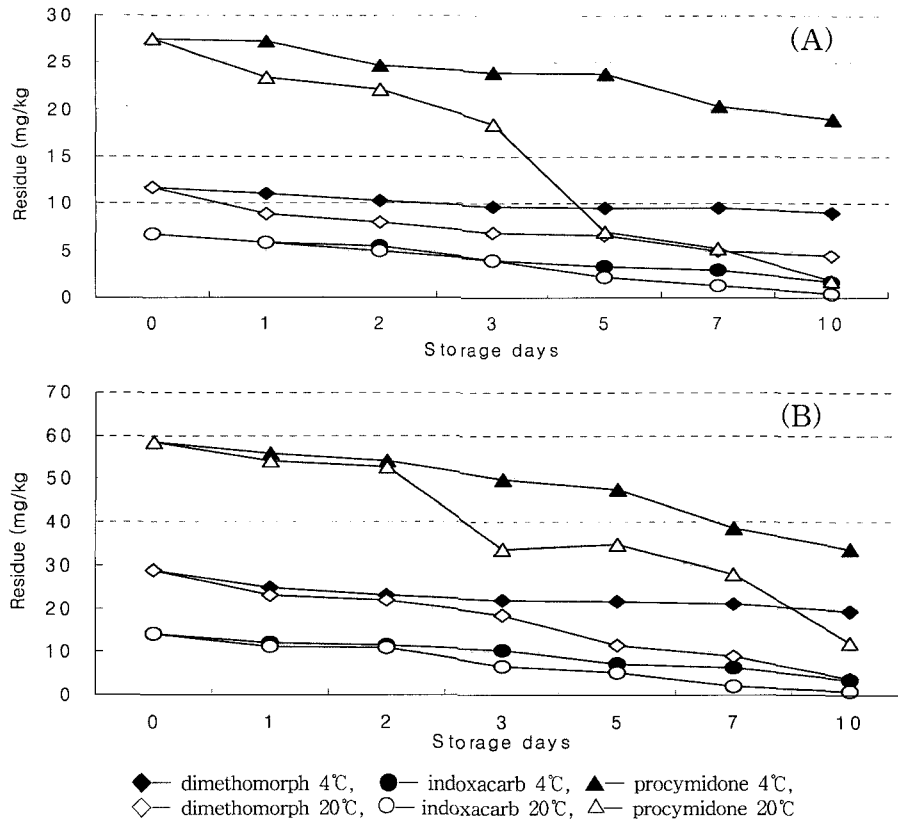 (A)
Residue (mg/kg)
30
25
20
15
10
5
0
0 1 2 3 5 7 10
Storage days
(B)
Residue (mg/kg)
70
60
50
40
30
20
10
0
0 1 2 3 5 7 10
Storage days
dimethomorph 4℃, indoxacarb 4℃, procymidone 4℃,
dimethomorph 20℃, indoxacarb 20℃, procymidone 20℃